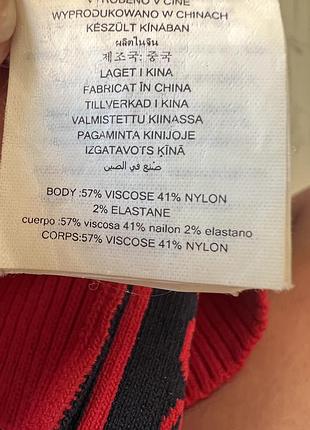 VYROBENO V ČÍNĚ
WYPRODUKOWANO W CHINACH
KÉSZÜLT KÍNÁBAN
ผลิตในจีน
제조국: 중국
LAGET I KINA
FABRICAT ÎN CHINA
TILLVERKAD I KINA
VALMISTETTU KIINASSA
PAGAMINTA KINIJOJE
IZGATAVOTS ĶĪNĀ
صنع في الصين
BODY :57% VISCOSE 41% NYLON
2% ELASTANE
cuerpo :57% viscosa 41% nailon 2% elastano
CORPS:57% VISCOSE 41% NYLON